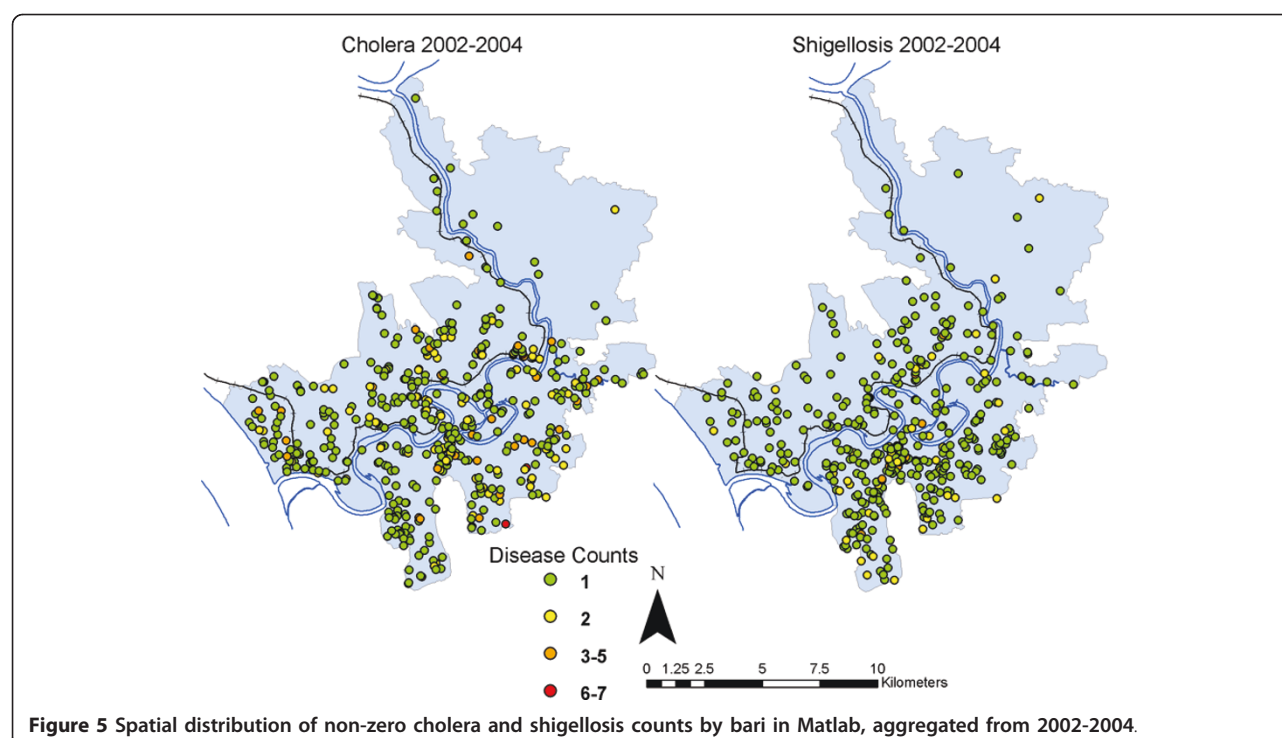 Cholera 2002-2004
Shigellosis 2002-2004
Disease Counts
1
2
3-5
6-7
N
0 1.25 2.5 5 7.5 10
Kilometers
Figure 5 Spatial distribution of non-zero cholera and shigellosis counts by bari in Matlab, aggregated from 2002-2004.